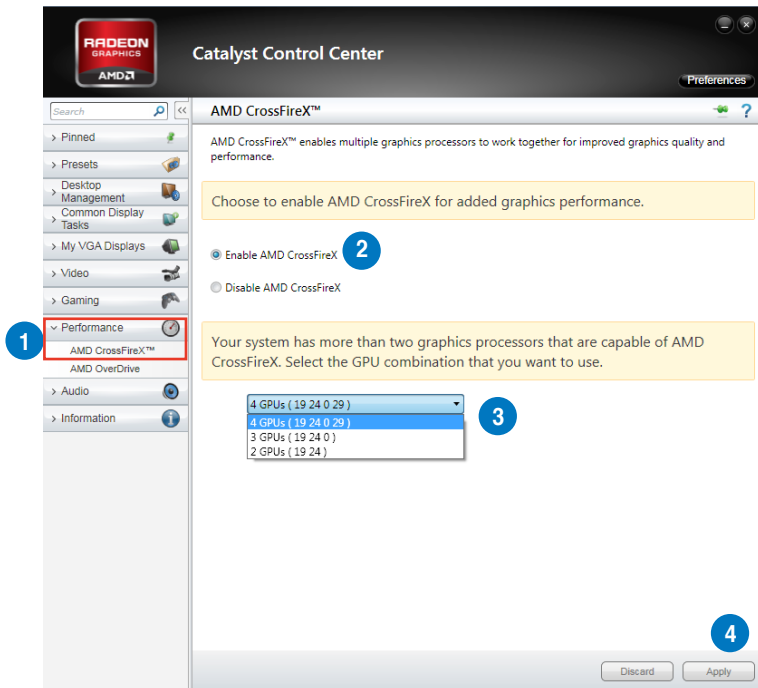 RADEON
GRAPHICS
AMD
Catalyst Control Center
Preferences
Search
<<
AMD CrossFireX™
?
> Pinned
AMD CrossFireX™ enables multiple graphics processors to work together for improved graphics quality and
performance.
> Presets
> Desktop
Management
Choose to enable AMD CrossFireX for added graphics performance.
> Common Display
Tasks
> My VGA Displays
Enable AMD CrossFireX
2
> Video
Disable AMD CrossFireX
> Gaming
1
Performance
AMD CrossFireX™
AMD OverDrive
Your system has more than two graphics processors that are capable of AMD
CrossFireX. Select the GPU combination that you want to use.
> Audio
> Information
4 GPUs ( 19 24 0 29 )
4 GPUs ( 19 24 0 29 )
3 GPUs ( 19 24 0 )
2 GPUs ( 19 24 )
3
4
Discard
Apply